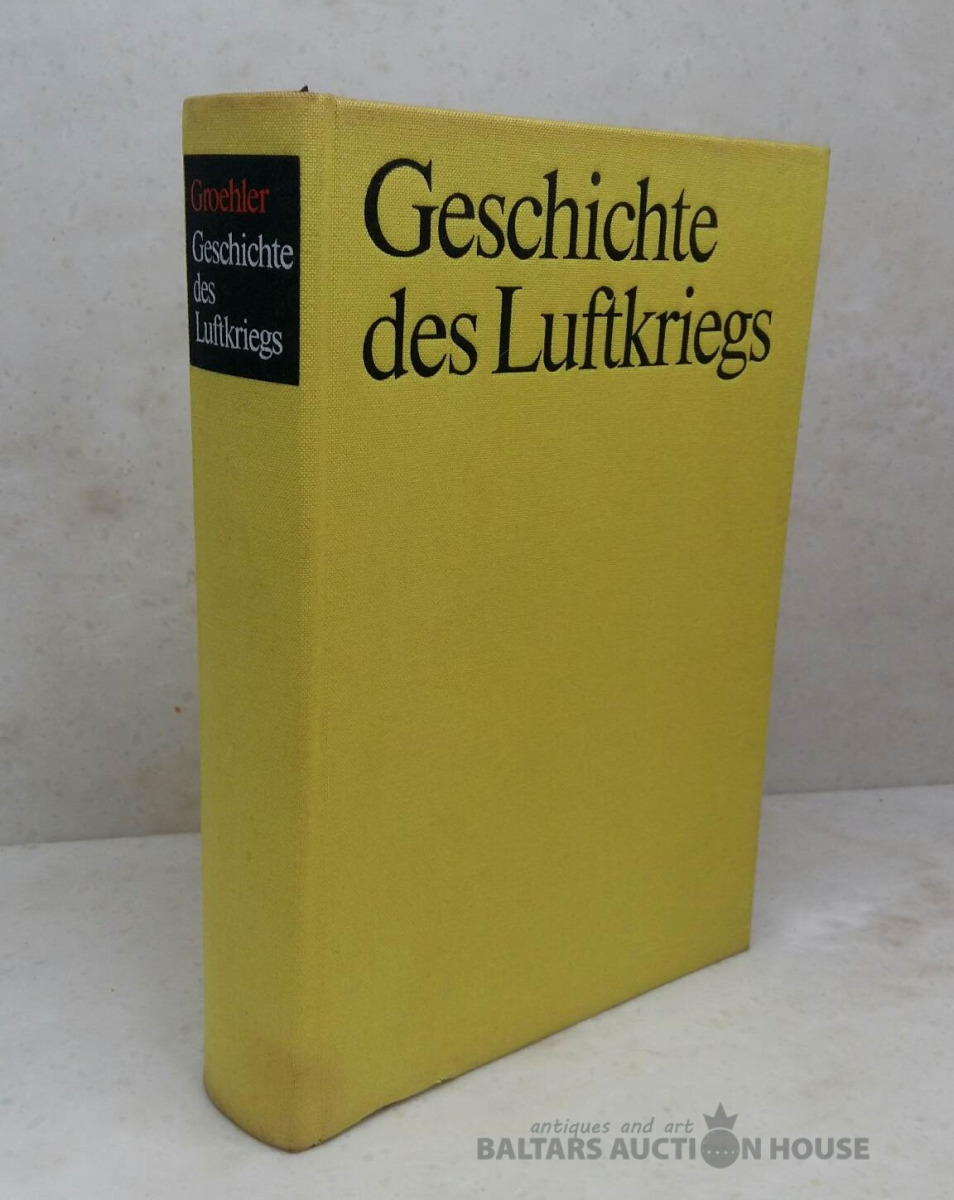 Groehler
Geschichte
des
Luftkriegs
Geschichte
des Luftkriegs
antiques and art
BALTARS AUCTION HOUSE